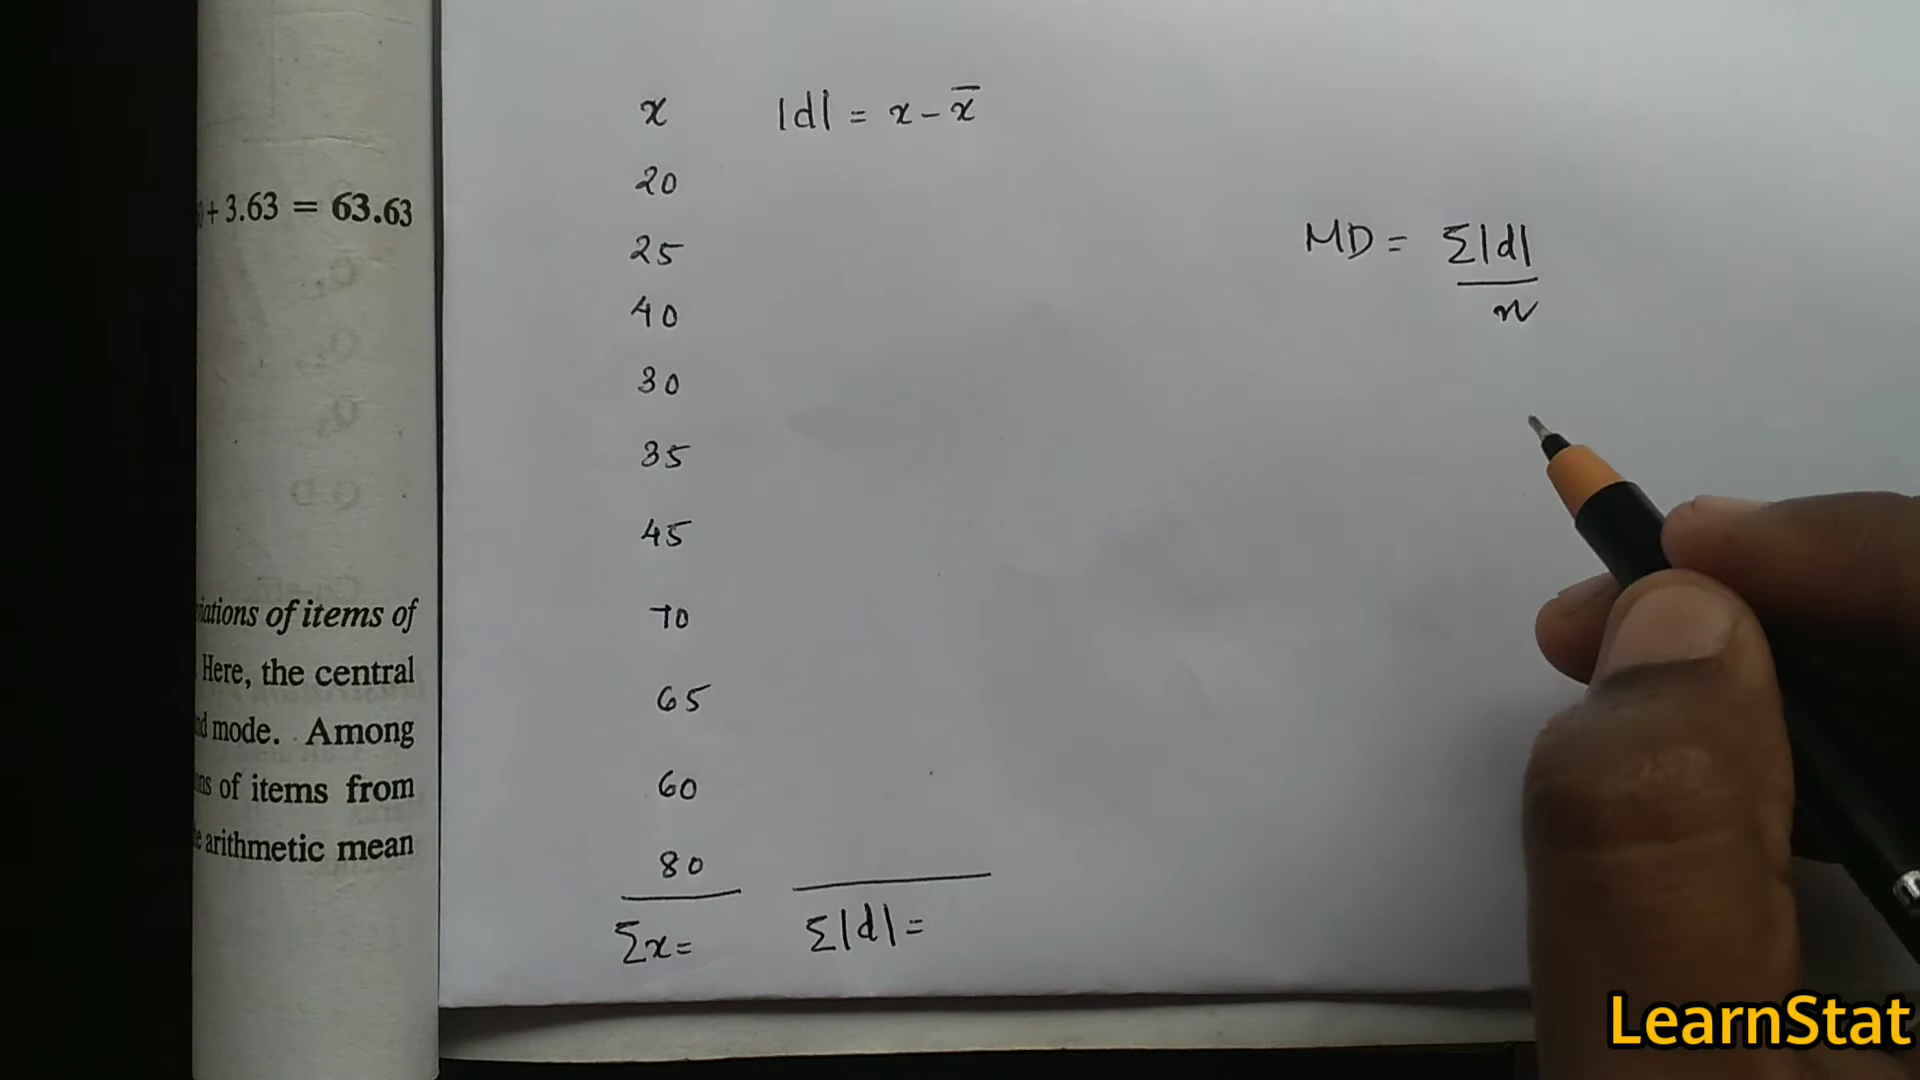 + 3.63 = 63.63
of items of
Here, the central
mode. Among
of items from
arithmetic mean
x |d| = x - x̅
20
25
40
30
35
45
70
65
60
80
Σx= Σ|d|=
MD = Σ|d|
n
LearnStat